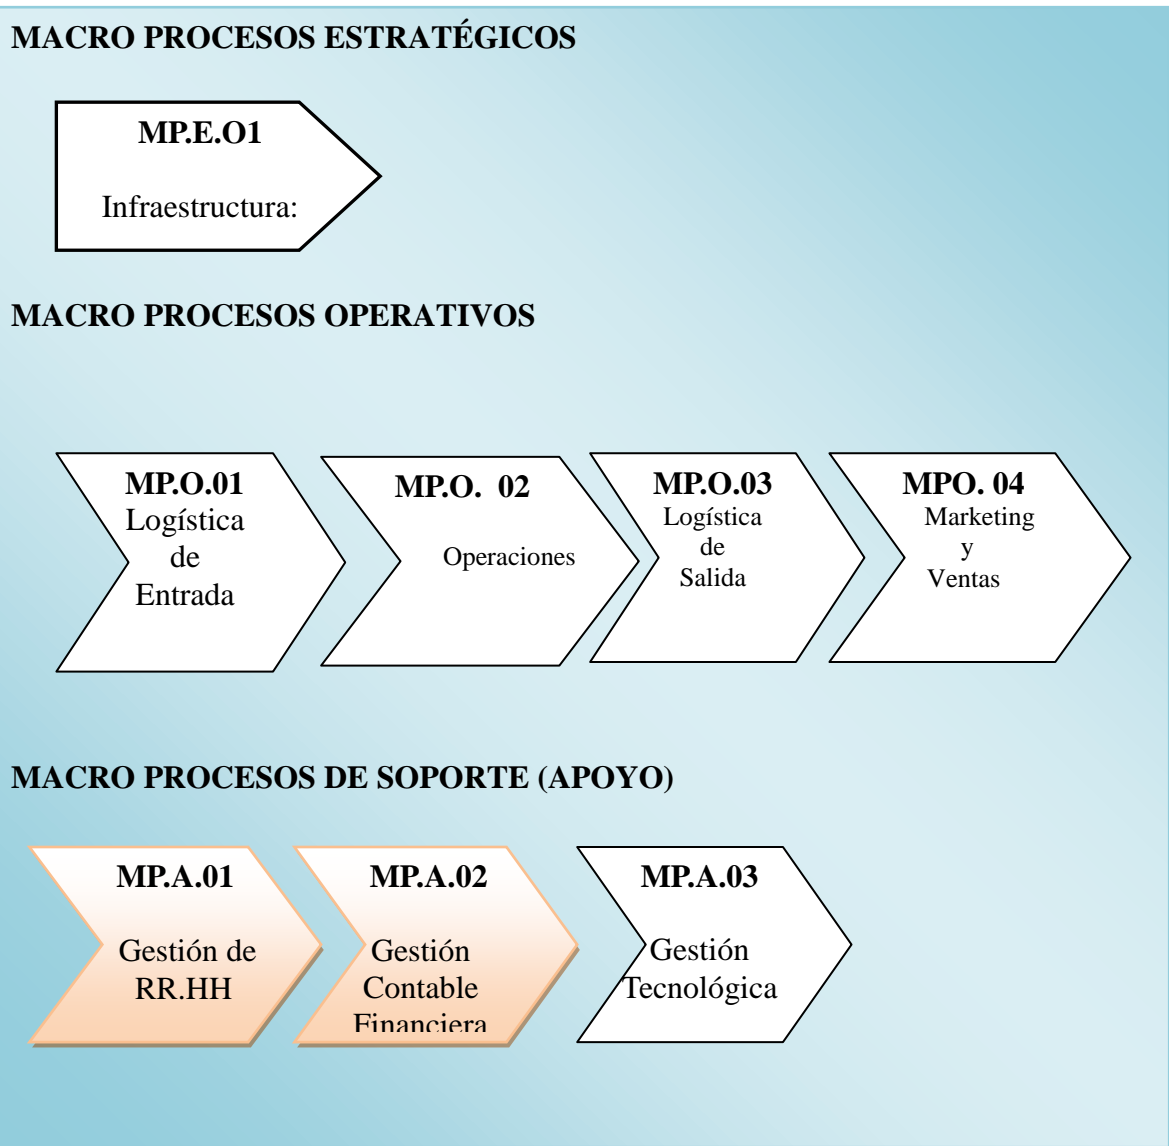 MACRO PROCESOS ESTRATÉGICOS
MP.E.O1
Infraestructura:
MACRO PROCESOS OPERATIVOS
MP.O.01
Logística
de
Entrada
MP.O. 02
Operaciones
MP.O.03
Logística
de
Salida
MPO. 04
Marketing
y
Ventas
MACRO PROCESOS DE SOPORTE (APOYO)
MP.A.01
Gestión de
RR.HH
MP.A.02
Gestión
Contable
Financiera
MP.A.03
Gestión
Tecnológica